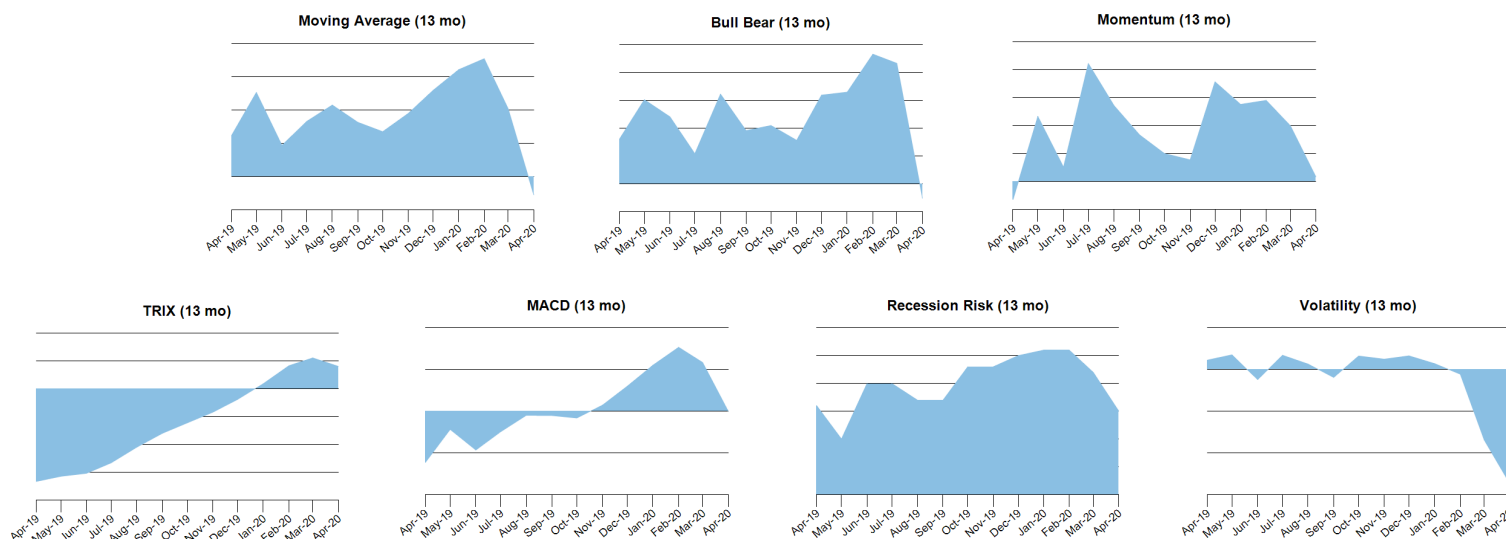 Moving Average (13 mo)
Apr-19 May-19 Jun-19 Jul-19 Aug-19 Sep-19 Oct-19 Nov-19 Dec-19 Jan-20 Feb-20 Mar-20 Apr-20
Bull Bear (13 mo)
Apr-19 May-19 Jun-19 Jul-19 Aug-19 Sep-19 Oct-19 Nov-19 Dec-19 Jan-20 Feb-20 Mar-20 Apr-20
Momentum (13 mo)
Apr-19 May-19 Jun-19 Jul-19 Aug-19 Sep-19 Oct-19 Nov-19 Dec-19 Jan-20 Feb-20 Mar-20 Apr-20
TRIX (13 mo)
Apr-19 May-19 Jun-19 Jul-19 Aug-19 Sep-19 Oct-19 Nov-19 Dec-19 Jan-20 Feb-20 Mar-20 Apr-20
MACD (13 mo)
Apr-19 May-19 Jun-19 Jul-19 Aug-19 Sep-19 Oct-19 Nov-19 Dec-19 Jan-20 Feb-20 Mar-20 Apr-20
Recession Risk (13 mo)
Apr-19 May-19 Jun-19 Jul-19 Aug-19 Sep-19 Oct-19 Nov-19 Dec-19 Jan-20 Feb-20 Mar-20 Apr-20
Volatility (13 mo)
Apr-19 May-19 Jun-19 Jul-19 Aug-19 Sep-19 Oct-19 Nov-19 Dec-19 Jan-20 Feb-20 Mar-20 Apr-20